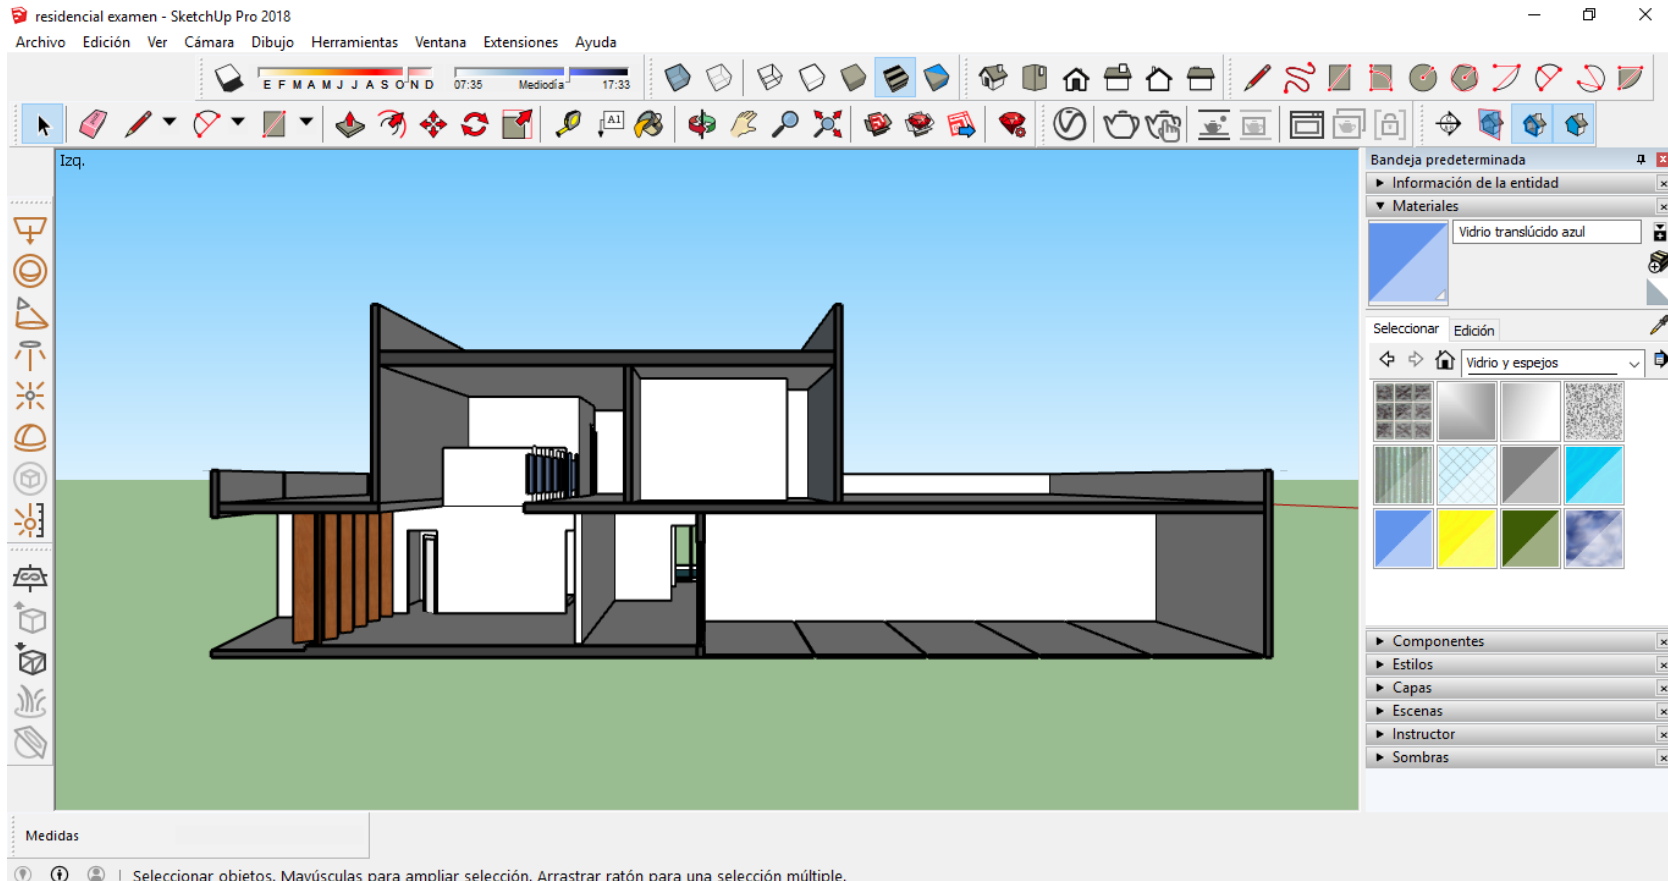 residencial examen - SketchUp Pro 2018
Archivo Edición Ver Cámara Dibujo Herramientas Ventana Extensiones Ayuda
E F M A M J J A S O N D 07:35 Mediodía 17:33
A1
Izq.
Bandeja predeterminada
Información de la entidad
Materiales
Vidrio translúcido azul
Seleccionar Edición
Vidrio y espejos
Componentes
Estilos
Capas
Escenas
Instructor
Sombras
Medidas
Seleccionar objetos. Mayúsculas para ampliar selección. Arrastrar ratón para una selección múltiple.